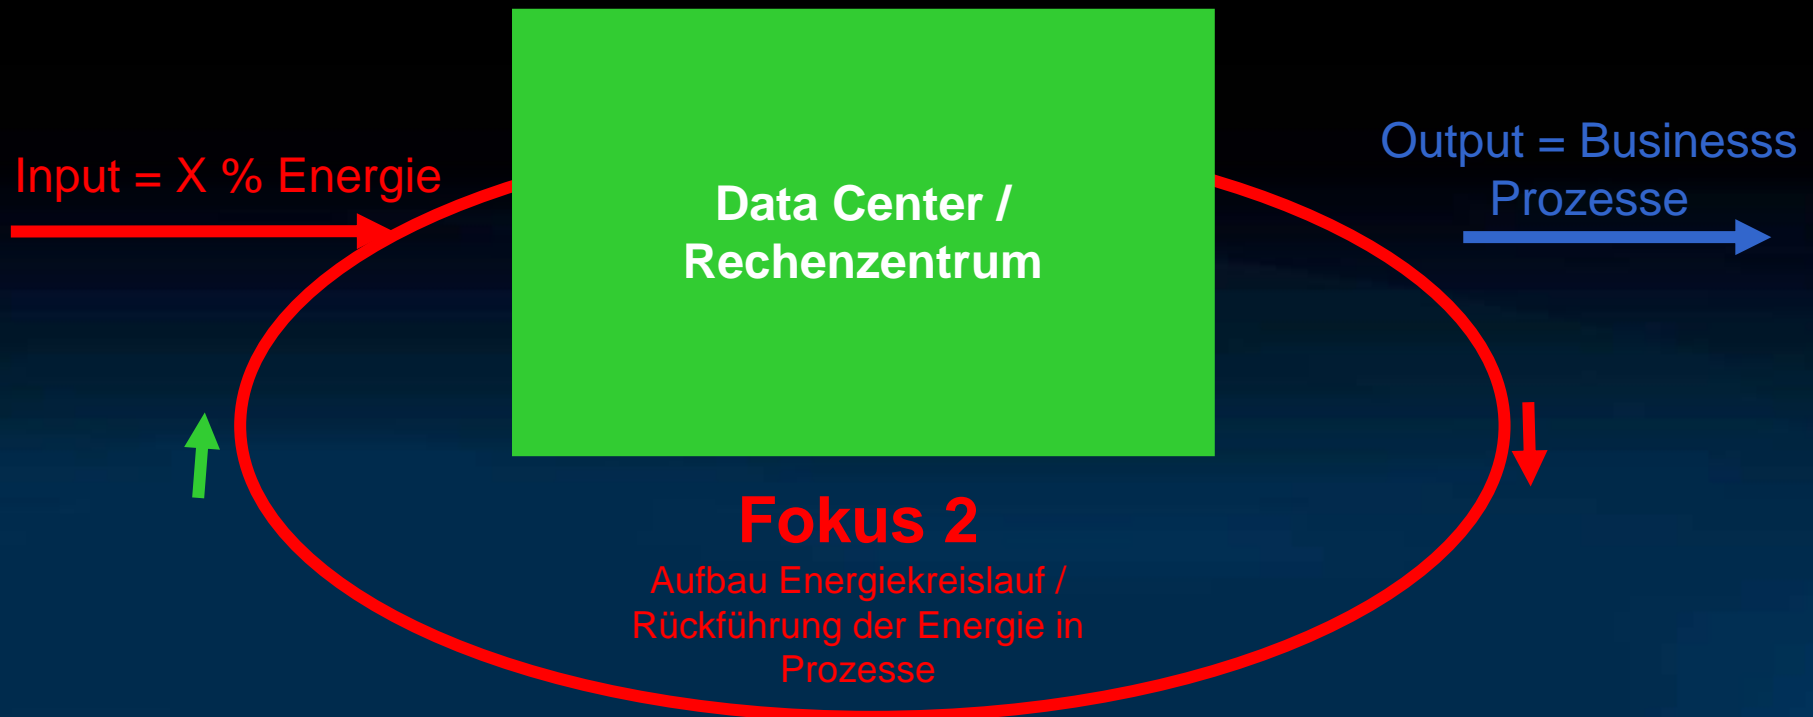 Input = X % Energie
Data Center /
Rechenzentrum
Output = Businesss
Prozesse
Fokus 2
Aufbau Energiekreislauf /
Rückführung der Energie in
Prozesse